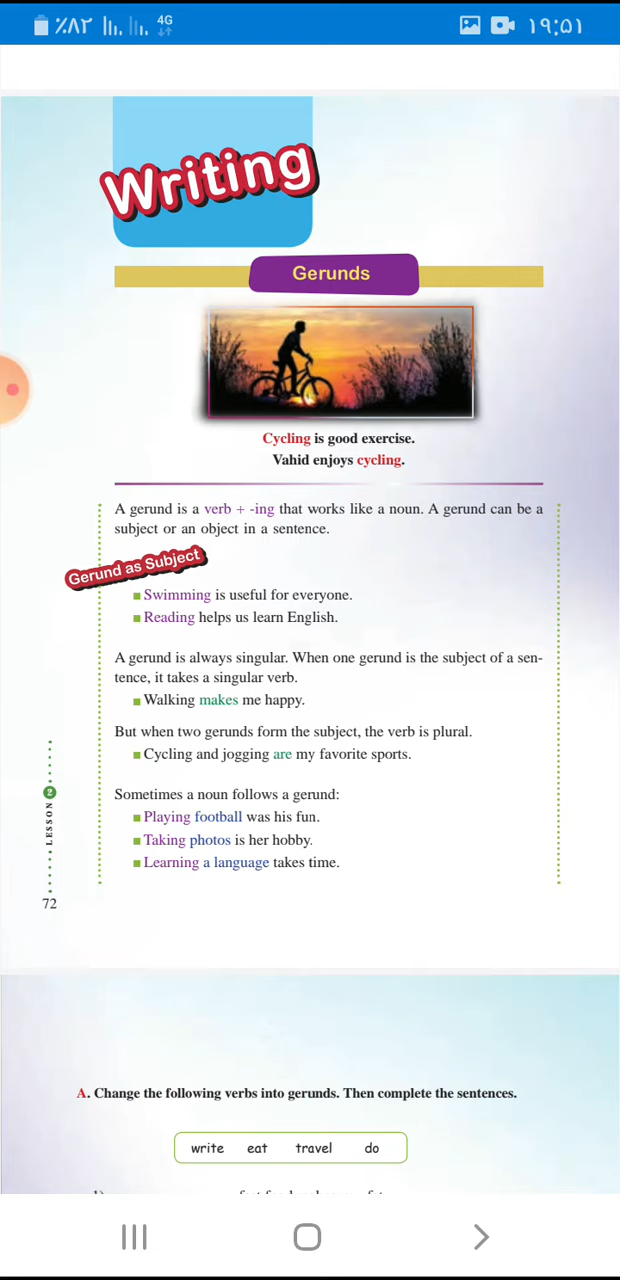 ٪۸۲ 4G ۱۹:۵۱
Writing
Gerunds
Cycling is good exercise.
Vahid enjoys cycling.
A gerund is a verb + -ing that works like a noun. A gerund can be a
subject or an object in a sentence.
Gerund as Subject
Swimming is useful for everyone.
Reading helps us learn English.
A gerund is always singular. When one gerund is the subject of a sen-
tence, it takes a singular verb.
Walking makes me happy.
But when two gerunds form the subject, the verb is plural.
Cycling and jogging are my favorite sports.
Sometimes a noun follows a gerund:
Playing football was his fun.
Taking photos is her hobby.
Learning a language takes time.
LESSON 2
72
A. Change the following verbs into gerunds. Then complete the sentences.
write eat travel do